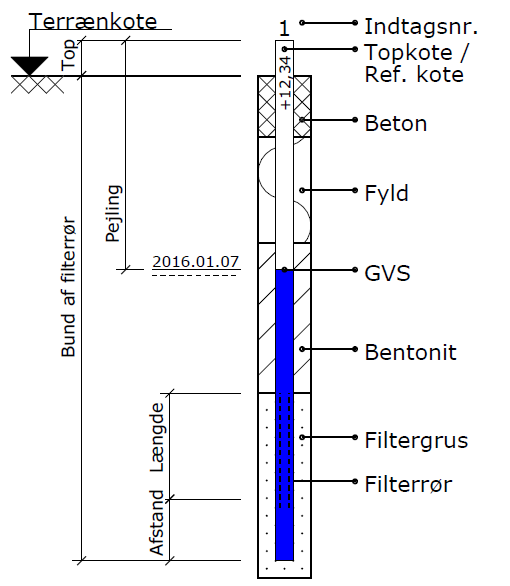 Terrænkote
Top
1
Indtagsnr.
+12,34
Topkote /
Ref. kote
Beton
Fyld
Pejling
Bund af filterrør
2016.01.07
GVS
Bentonit
Længde
Filtergrus
Filterrør
Afstand